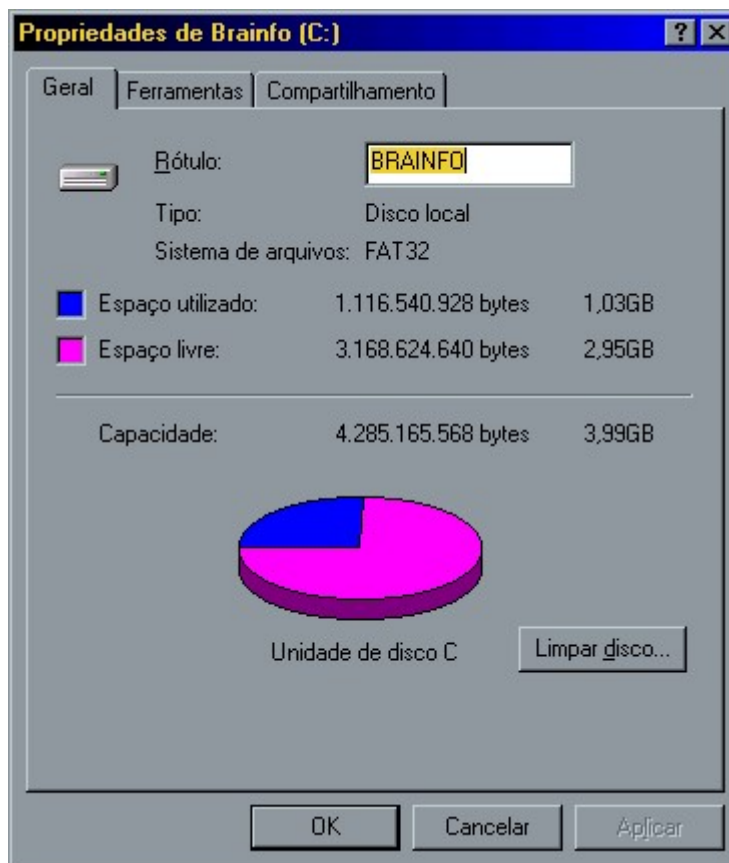 Propriedades de Brainfo (C:)
Geral Ferramentas Compartilhamento
Rótulo: BRAINFO
Tipo: Disco local
Sistema de arquivos: FAT32
Espaço utilizado: 1.116.540.928 bytes 1,03GB
Espaço livre: 3.168.624.640 bytes 2,95GB
Capacidade: 4.285.165.568 bytes 3,99GB
Unidade de disco C Limpar disco...
OK Cancelar Aplicar